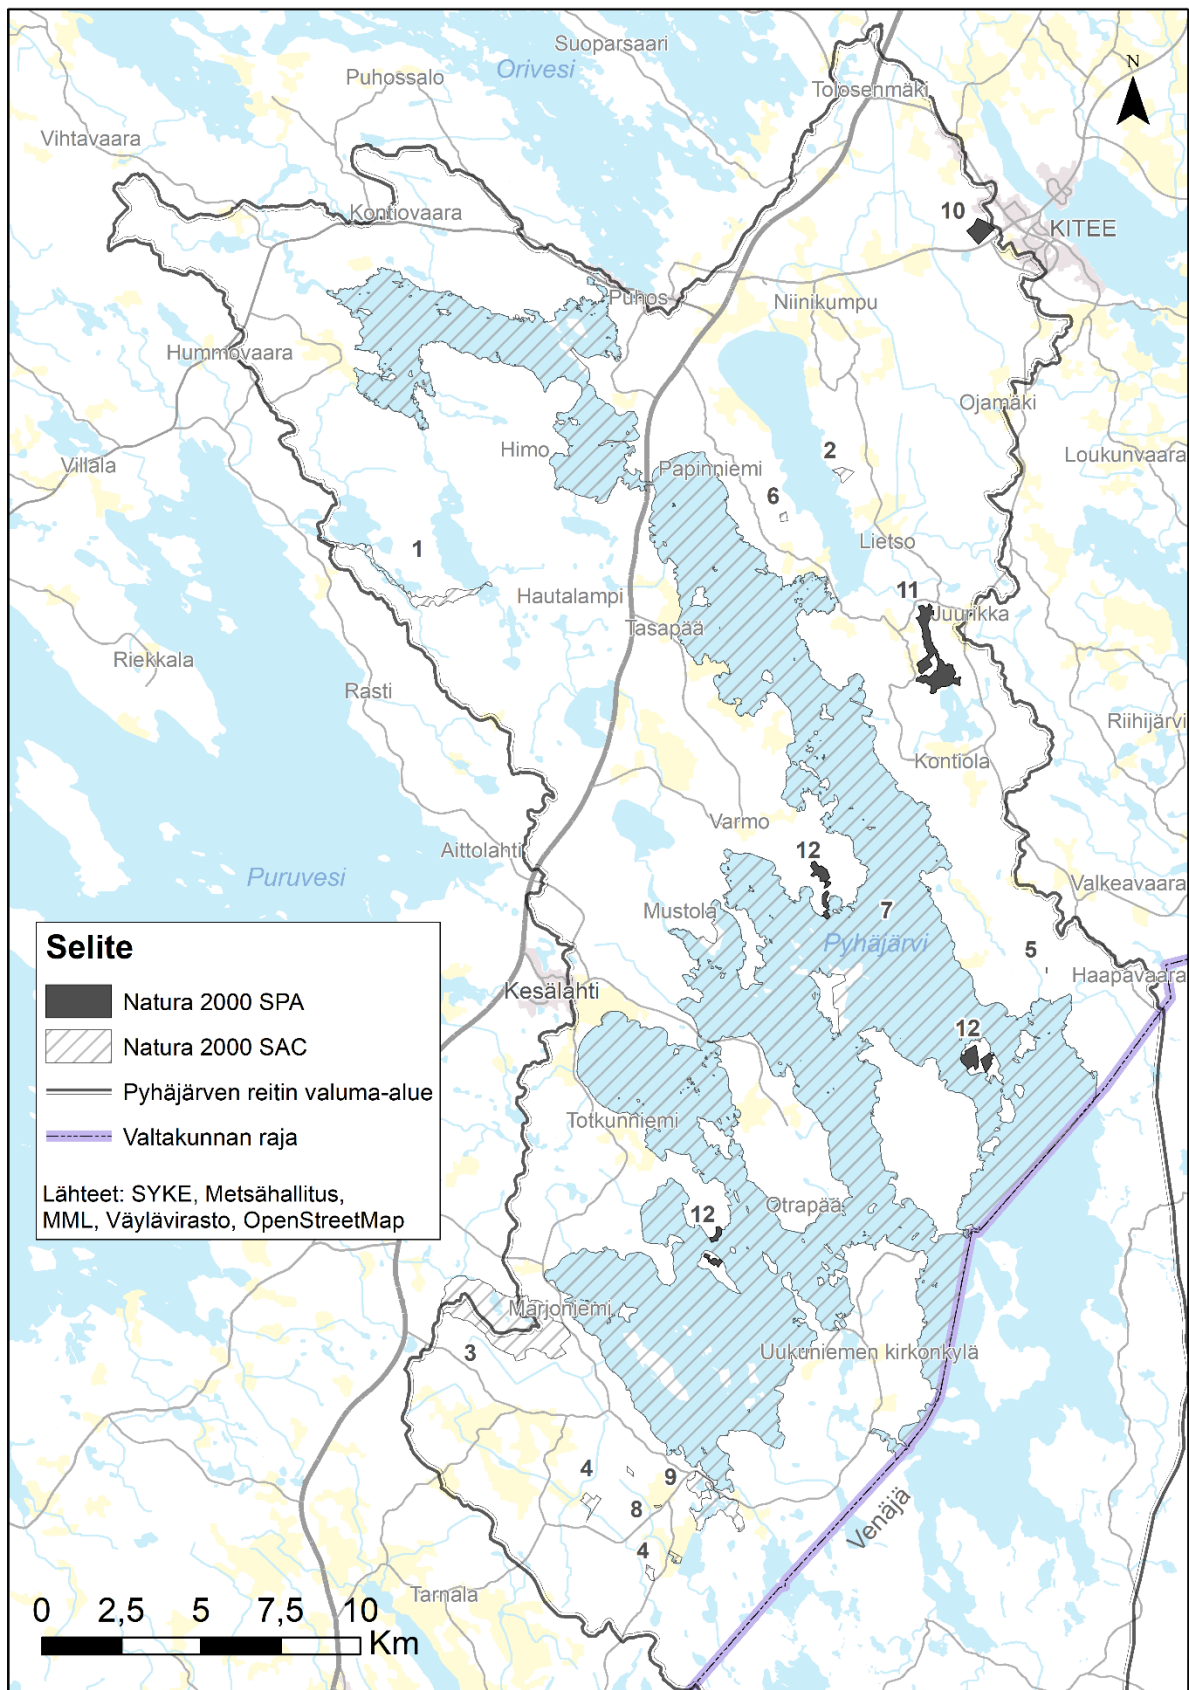 Suoparsaari
Orivesi
Puhossalo
N
Tolosenmäki
Vihtavaara
Kontiovaara
10
KITEE
Puhos
Niinikumpu
Hummovaara
Ojamäki
Himo
Villala
Papinniemi
2
Loukunvaara
6
1
Lietso
Hautalampi
11
Juurikka
Tasapää
Riekkala
Rasti
Riihijärvi
Kontiola
Varmo
Aittolahti
12
Puruvesi
Valkeavaara
Mustola
7
Pyhäjärvi
5
Haapavaara
Kesälahti
12
Selite
Natura 2000 SPA
Natura 2000 SAC
Pyhäjärven reitin valuma-alue
Valtakunnan raja
Lähteet: SYKE, Metsähallitus,
MML, Väylävirasto, OpenStreetMap
Totkunniemi
Otrapää
12
Marjoniemi
3
Uukuniemen kirkonkylä
4
9
8
Venäjä
4
Tarnala
0 2,5 5 7,5 10
Km